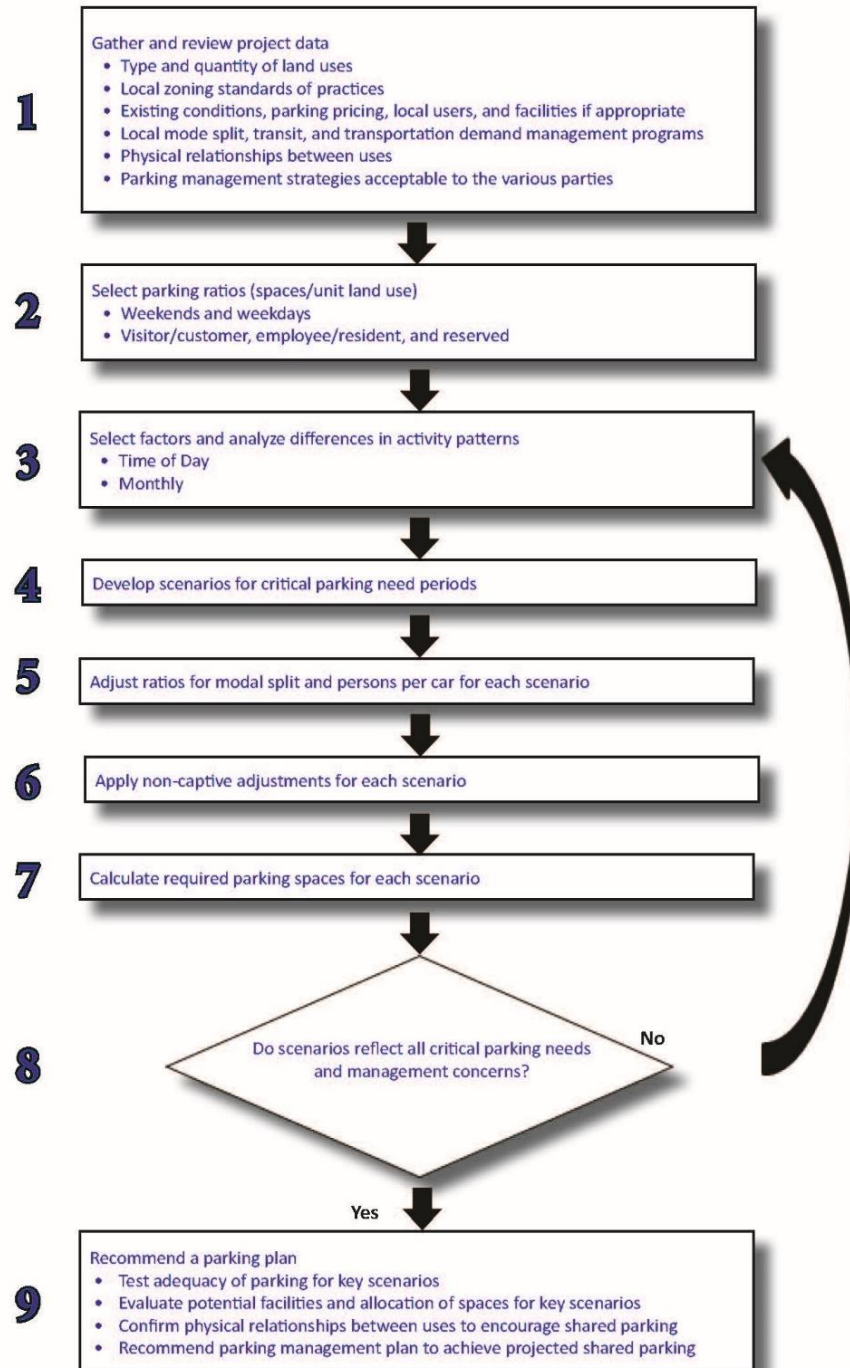 1
Gather and review project data
• Type and quantity of land uses
• Local zoning standards of practices
• Existing conditions, parking pricing, local users, and facilities if appropriate
• Local mode split, transit, and transportation demand management programs
• Physical relationships between uses
• Parking management strategies acceptable to the various parties
2
Select parking ratios (spaces/unit land use)
• Weekends and weekdays
• Visitor/customer, employee/resident, and reserved
3
Select factors and analyze differences in activity patterns
• Time of Day
• Monthly
4
Develop scenarios for critical parking need periods
5
Adjust ratios for modal split and persons per car for each scenario
6
Apply non-captive adjustments for each scenario
7
Calculate required parking spaces for each scenario
8
Do scenarios reflect all critical parking needs
and management concerns?
No
Yes
9
Recommend a parking plan
• Test adequacy of parking for key scenarios
• Evaluate potential facilities and allocation of spaces for key scenarios
• Confirm physical relationships between uses to encourage shared parking
• Recommend parking management plan to achieve projected shared parking